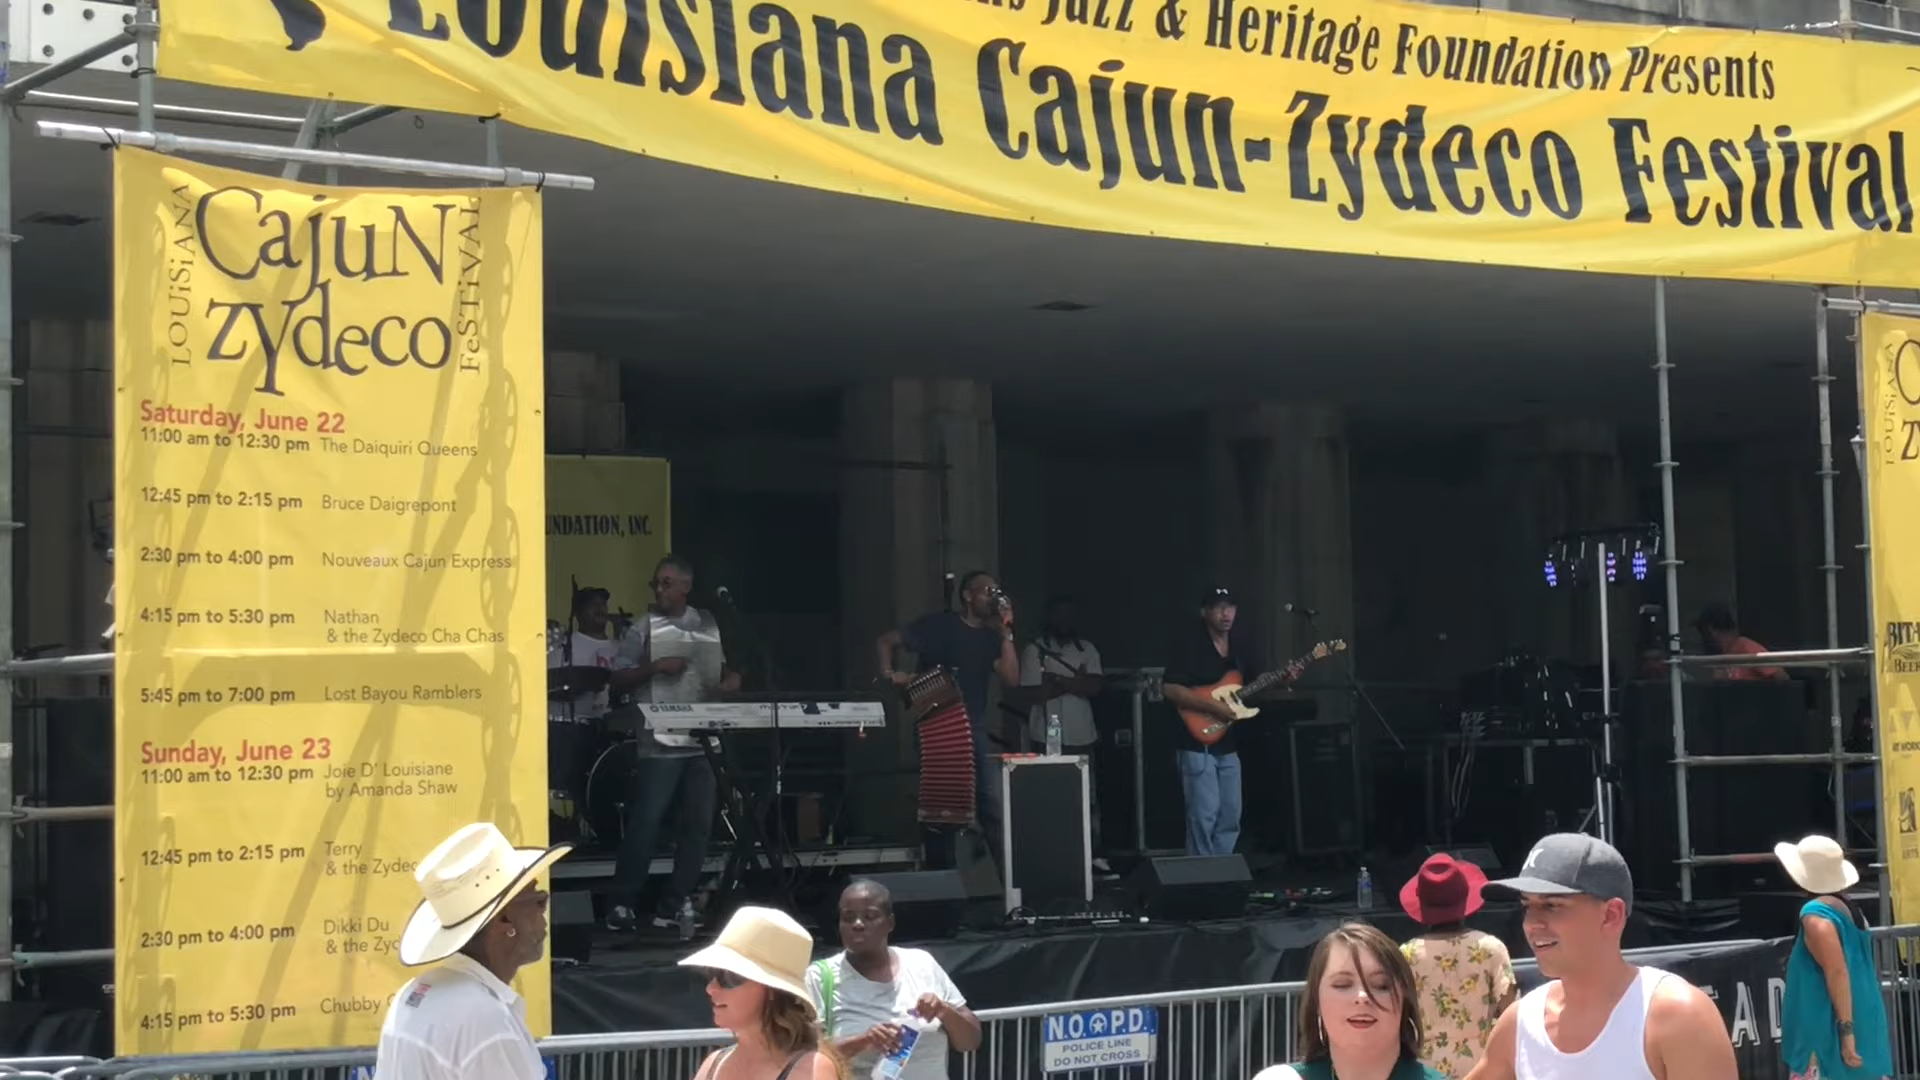 Jazz & Heritage Foundation Presents
Louisiana Cajun-Zydeco Festival
LOUiSiANA
CajuN
zydeco
FeSTiVAL
Saturday, June 22
11:00 am to 12:30 pm The Daiquiri Queens
12:45 pm to 2:15 pm Bruce Daigrepont
2:30 pm to 4:00 pm Nouveaux Cajun Express
4:15 pm to 5:30 pm Nathan
& the Zydeco Cha Chas
5:45 pm to 7:00 pm Lost Bayou Ramblers
Sunday, June 23
11:00 am to 12:30 pm Joie D' Louisiane
by Amanda Shaw
12:45 pm to 2:15 pm Terry
& the Zydec
2:30 pm to 4:00 pm Dikki Du
& the Zyd
4:15 pm to 5:30 pm Chubby C
UNDATION, INC.
YAMAHA
N.O.P.D.
POLICE LINE
DO NOT CROSS
EAD
LOUiSiANA